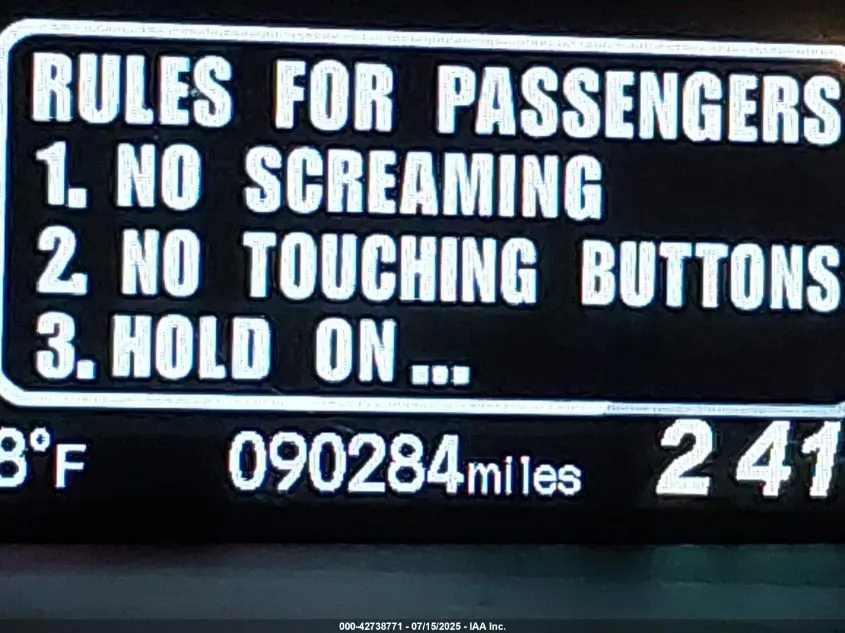 RULES FOR PASSENGERS
1. NO SCREAMING
2. NO TOUCHING BUTTONS
3. HOLD ON...
8°F 090284miles 241
000-42738771 - 07/15/2025 - IAA Inc.